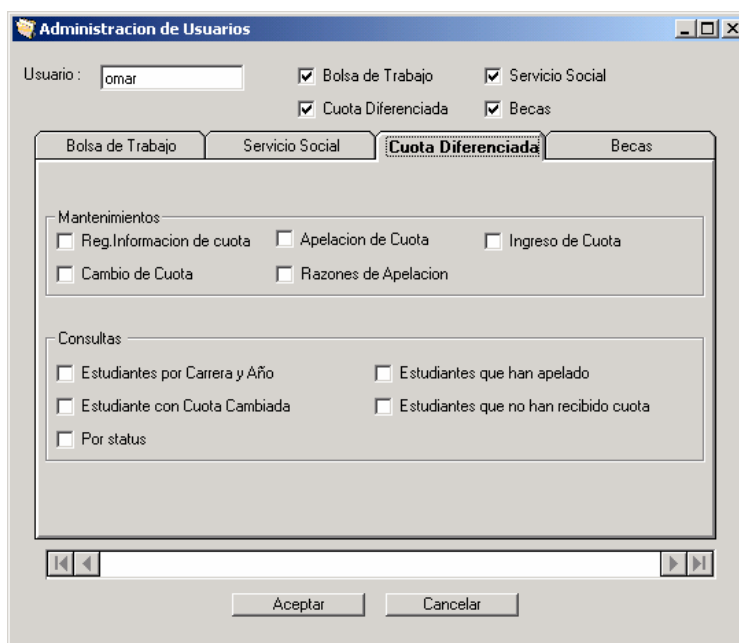 Administracion de Usuarios
Usuario : omar
Bolsa de Trabajo Servicio Social
Cuota Diferenciada Becas
Bolsa de Trabajo Servicio Social Cuota Diferenciada Becas
Mantenimientos
Reg.Informacion de cuota Apelacion de Cuota Ingreso de Cuota
Cambio de Cuota Razones de Apelacion
Consultas
Estudiantes por Carrera y Año Estudiantes que han apelado
Estudiante con Cuota Cambiada Estudiantes que no han recibido cuota
Por status
Aceptar Cancelar